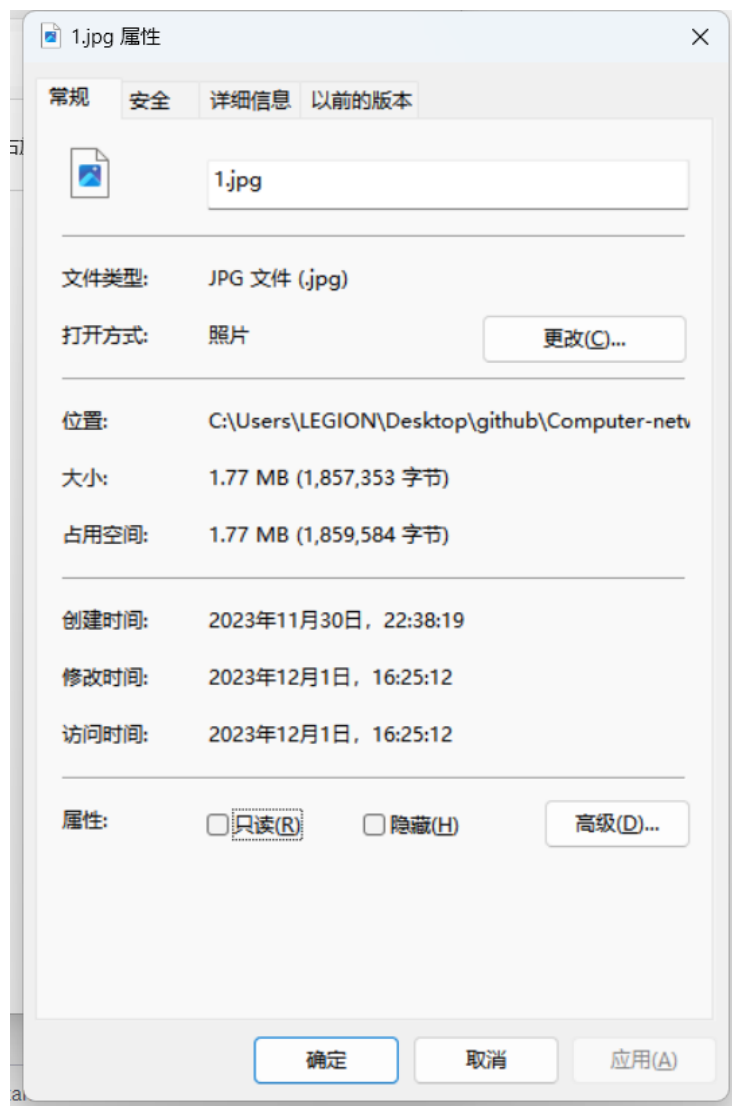 1.jpg 属性
常规 安全 详细信息 以前的版本
1.jpg
文件类型: JPG 文件 (.jpg)
打开方式: 照片 更改(C)...
位置: C:\Users\LEGION\Desktop\github\Computer-netw
大小: 1.77 MB (1,857,353 字节)
占用空间: 1.77 MB (1,859,584 字节)
创建时间: 2023年11月30日，22:38:19
修改时间: 2023年12月1日，16:25:12
访问时间: 2023年12月1日，16:25:12
属性: 只读(R) 隐藏(H) 高级(D)...
确定 取消 应用(A)